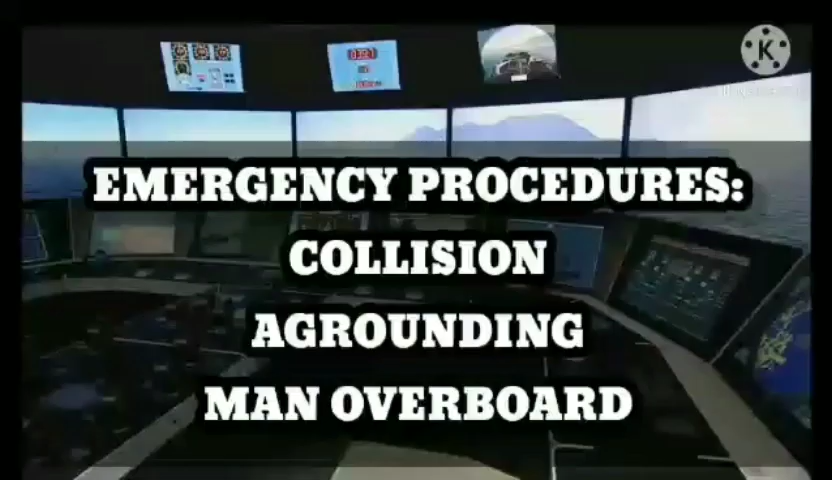 EMERGENCY PROCEDURES:
COLLISION
AGROUNDING
MAN OVERBOARD
K